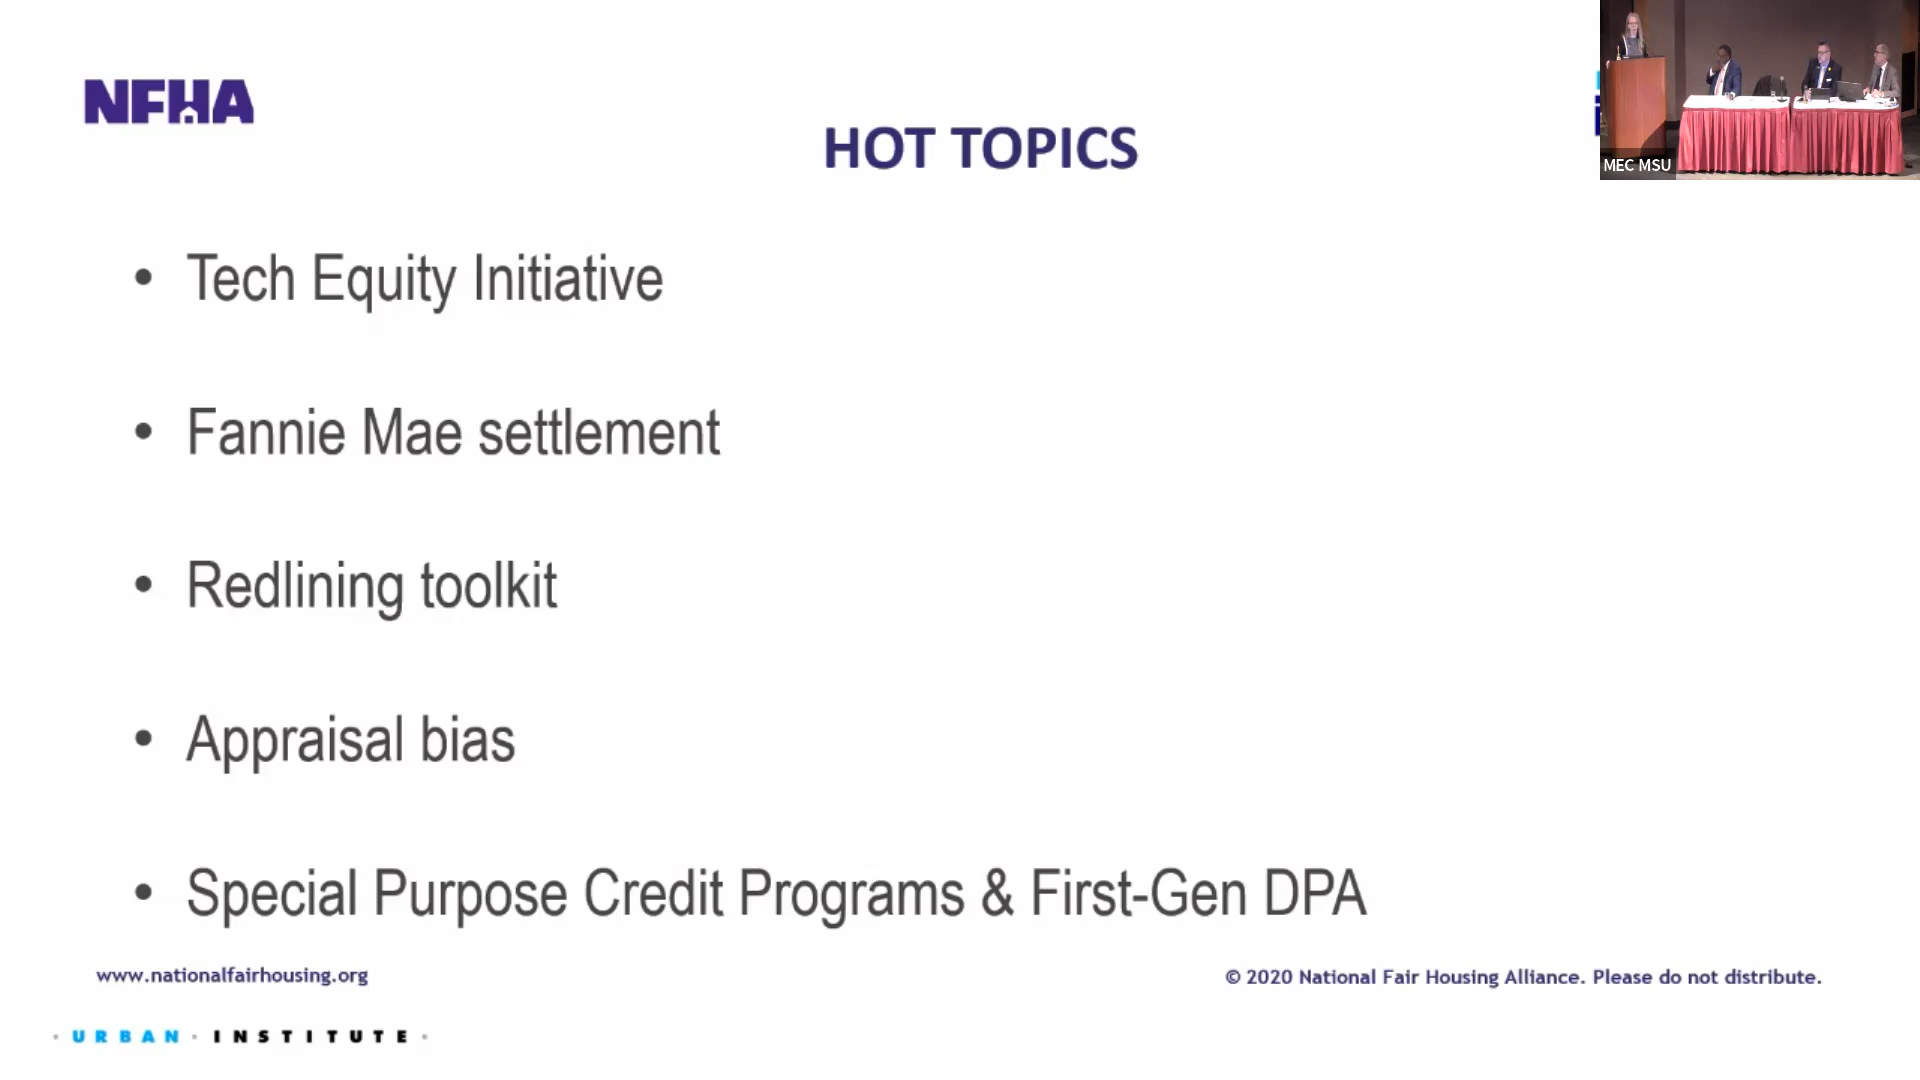 NFHA
HOT TOPICS
MEC MSU
• Tech Equity Initiative
• Fannie Mae settlement
• Redlining toolkit
• Appraisal bias
• Special Purpose Credit Programs & First-Gen DPA
www.nationalfairhousing.org
© 2020 National Fair Housing Alliance. Please do not distribute.
· URBAN · INSTITUTE ·